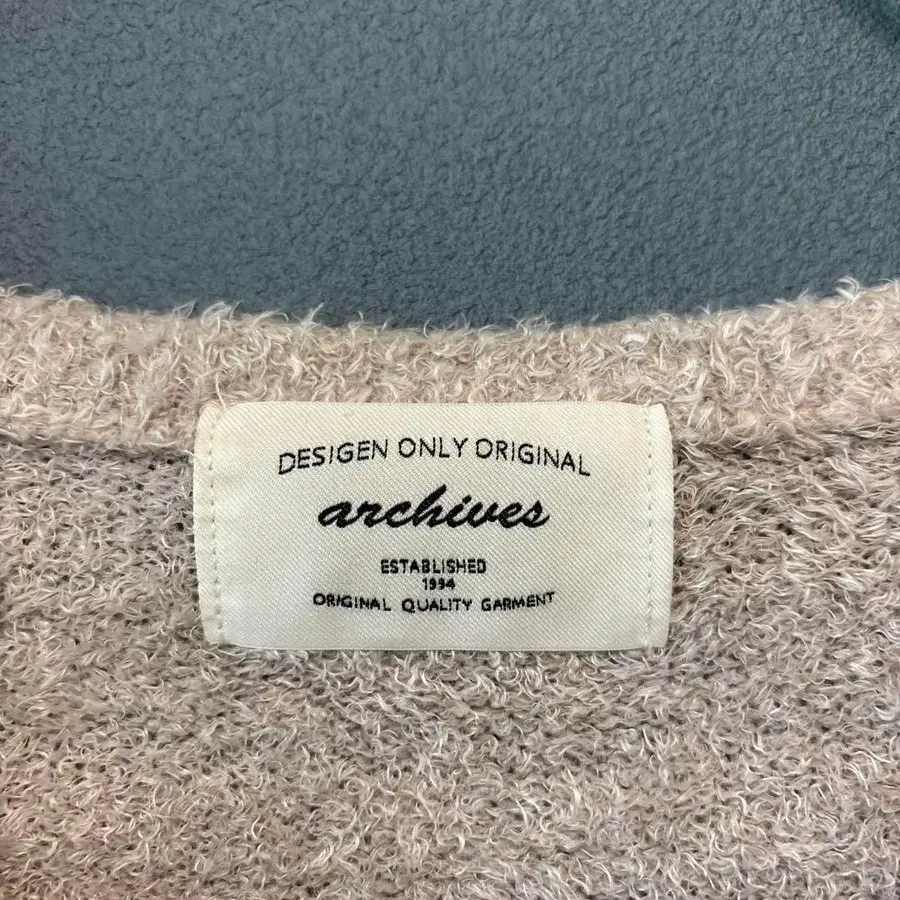 DESIGEN ONLY ORIGINAL
archives
ESTABLISHED
1994
ORIGINAL QUALITY GARMENT